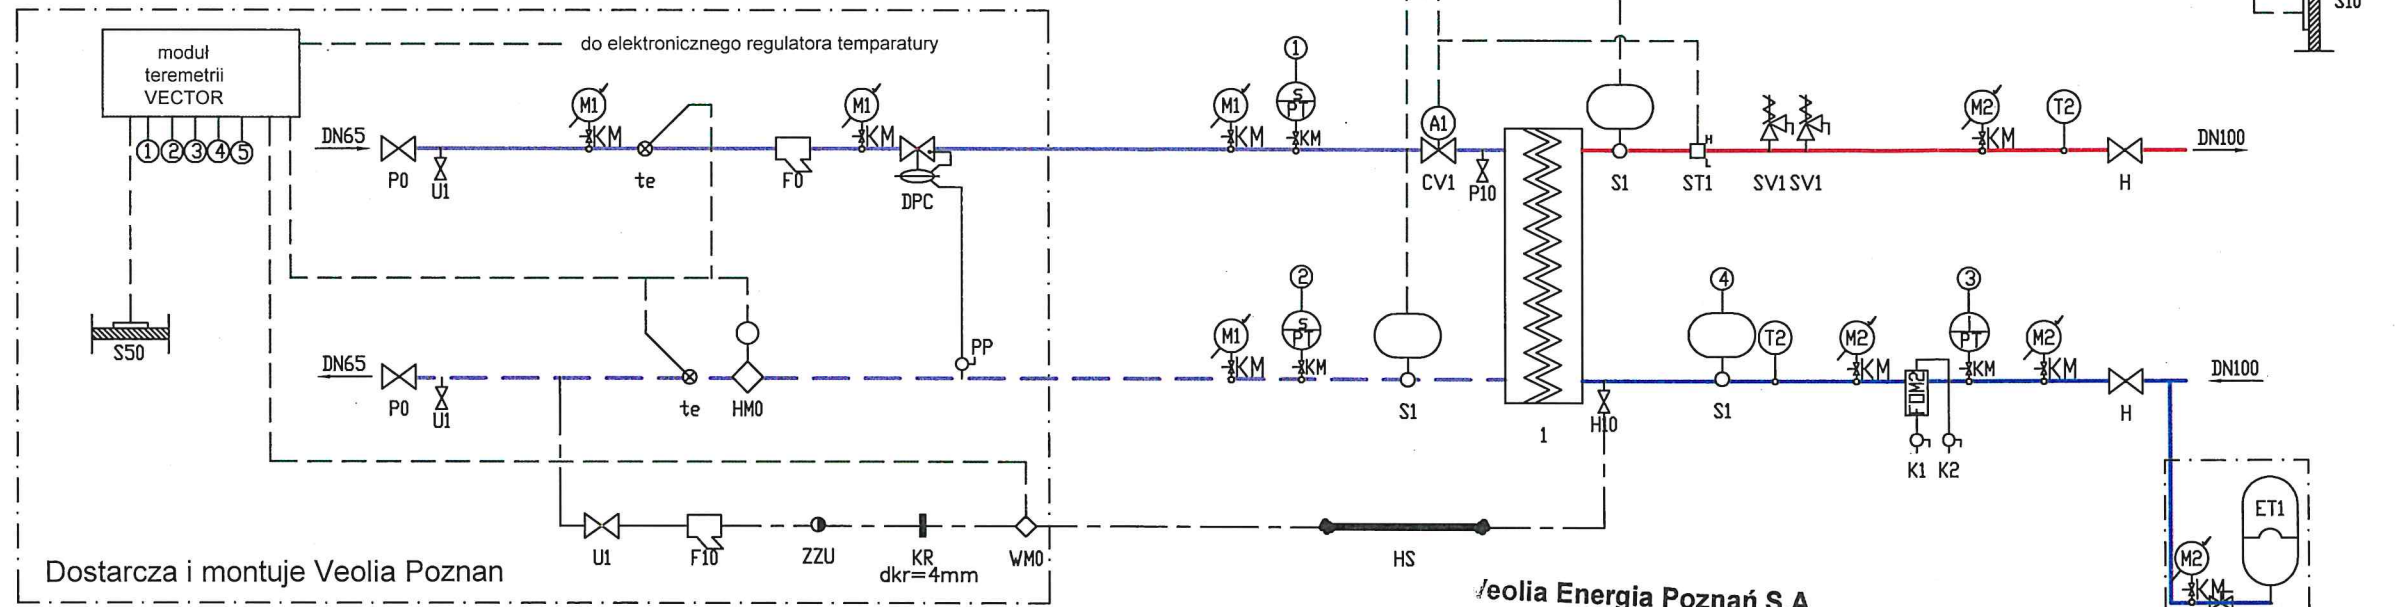 moduł
teremetrii
VECTOR
do elektronicznego regulatora temparatury
1 2 3 4 5
S50
DN65
P0
U1
M1
KM
te
F0
M1
KM
DPC
M1
KM
1
S
PT
KM
A1
CV1
P10
S1
H
L
ST1
SV1 SV1
M2
KM
T2
H
DN100
S10
DN65
P0
U1
te
HM0
PP
M1
KM
2
S
PT
KM
S1
1
H10
4
S1
T2
M2
KM
FOM2
K1 K2
3
I
PT
KM
M2
KM
H
DN100
U1
F10
ZZU
KR
dkr=4mm
WM0
HS
ET1
M2
KM
Dostarcza i montuje Veolia Poznan
Veolia Energia Poznań S.A.